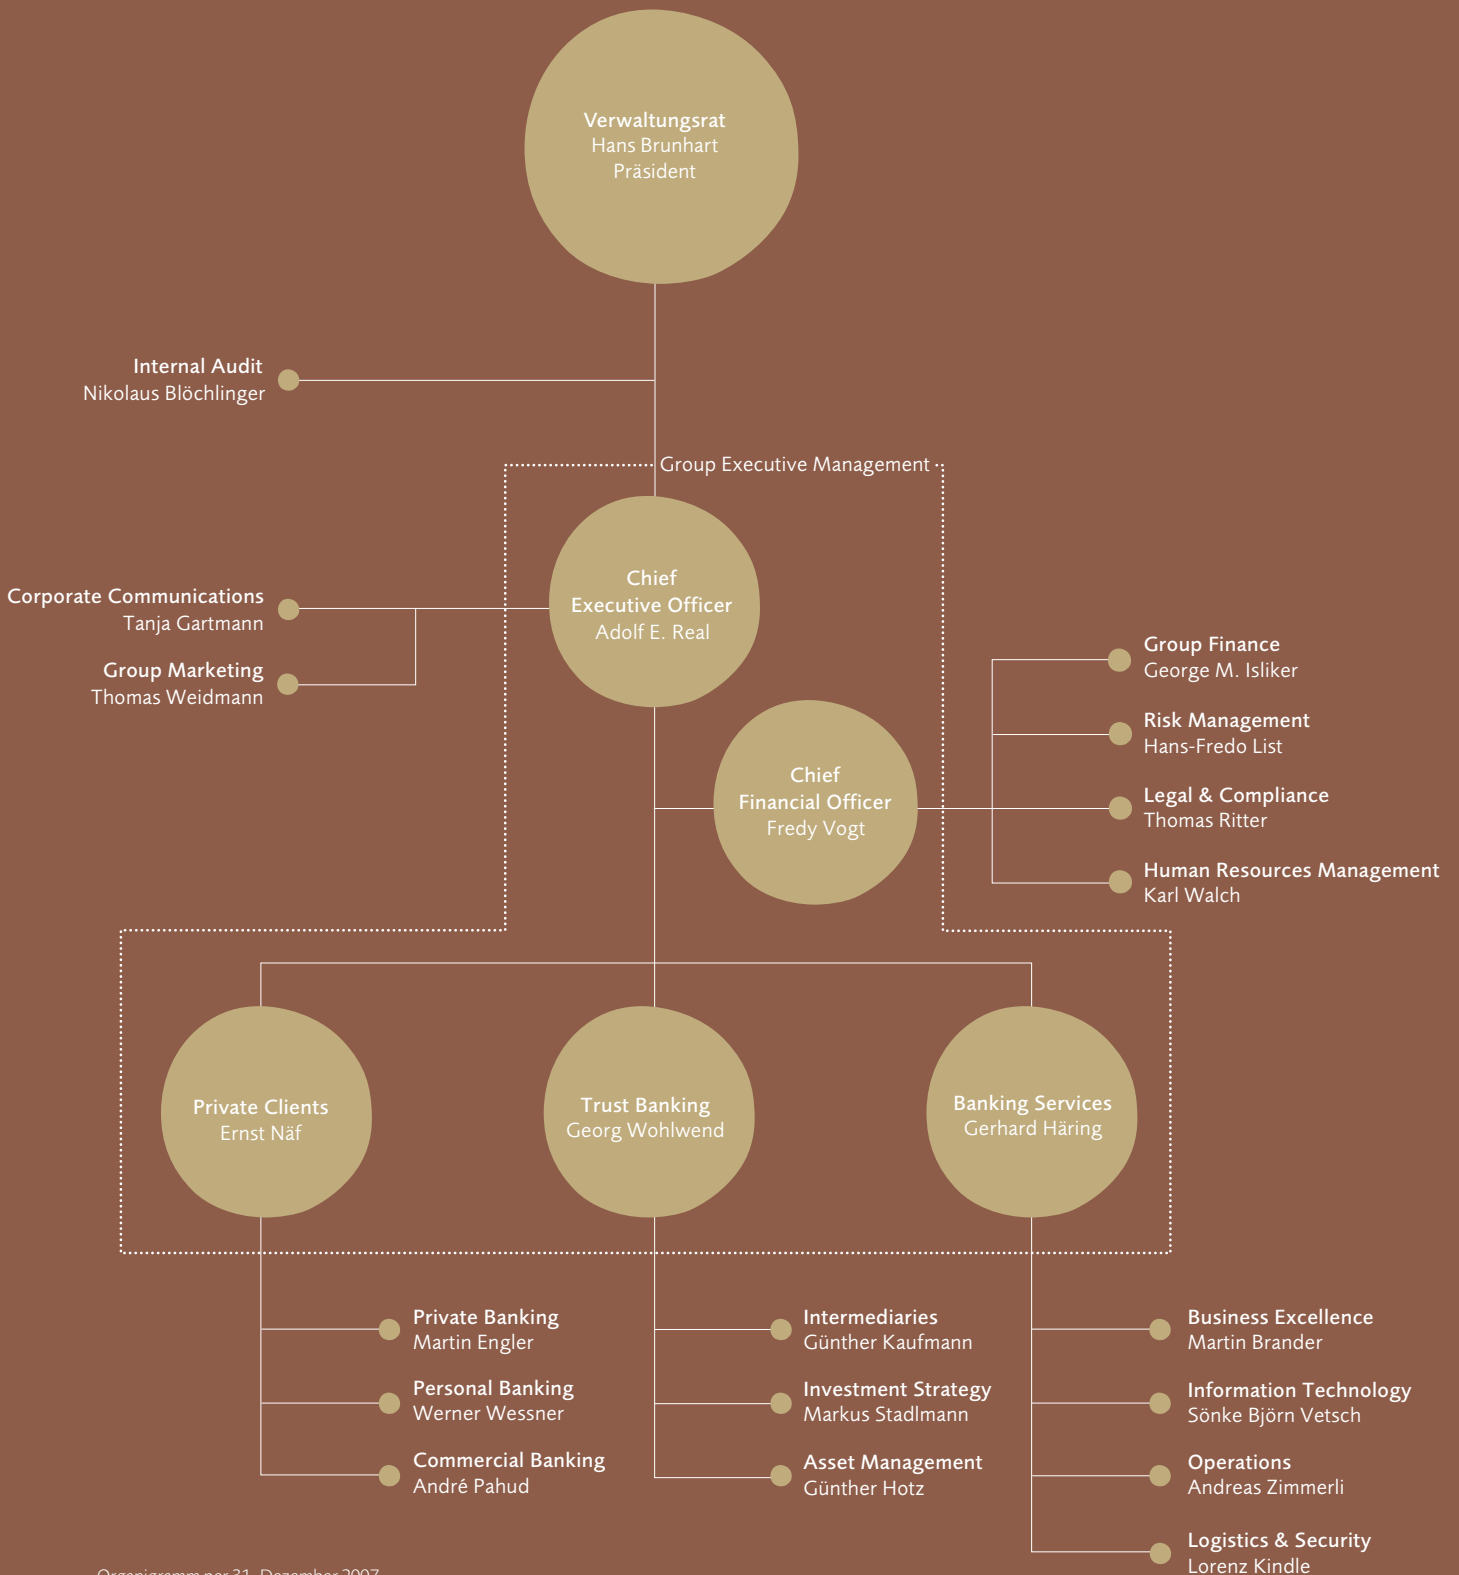 Verwaltungsrat
Hans Brunhart
Präsident
Internal Audit
Nikolaus Blöchlinger
Group Executive Management
Chief
Executive Officer
Adolf E. Real
Corporate Communications
Tanja Gartmann
Group Marketing
Thomas Weidmann
Chief
Financial Officer
Fredy Vogt
Group Finance
George M. Isliker
Risk Management
Hans-Fredo List
Legal & Compliance
Thomas Ritter
Human Resources Management
Karl Walch
Private Clients
Ernst Näf
Trust Banking
Georg Wohlwend
Banking Services
Gerhard Häring
Private Banking
Martin Engler
Personal Banking
Werner Wessner
Commercial Banking
André Pahud
Intermediaries
Günther Kaufmann
Investment Strategy
Markus Stadlmann
Asset Management
Günther Hotz
Business Excellence
Martin Brander
Information Technology
Sönke Björn Vetsch
Operations
Andreas Zimmerli
Logistics & Security
Lorenz Kindle
Organigramm per 31. Dezember 2007